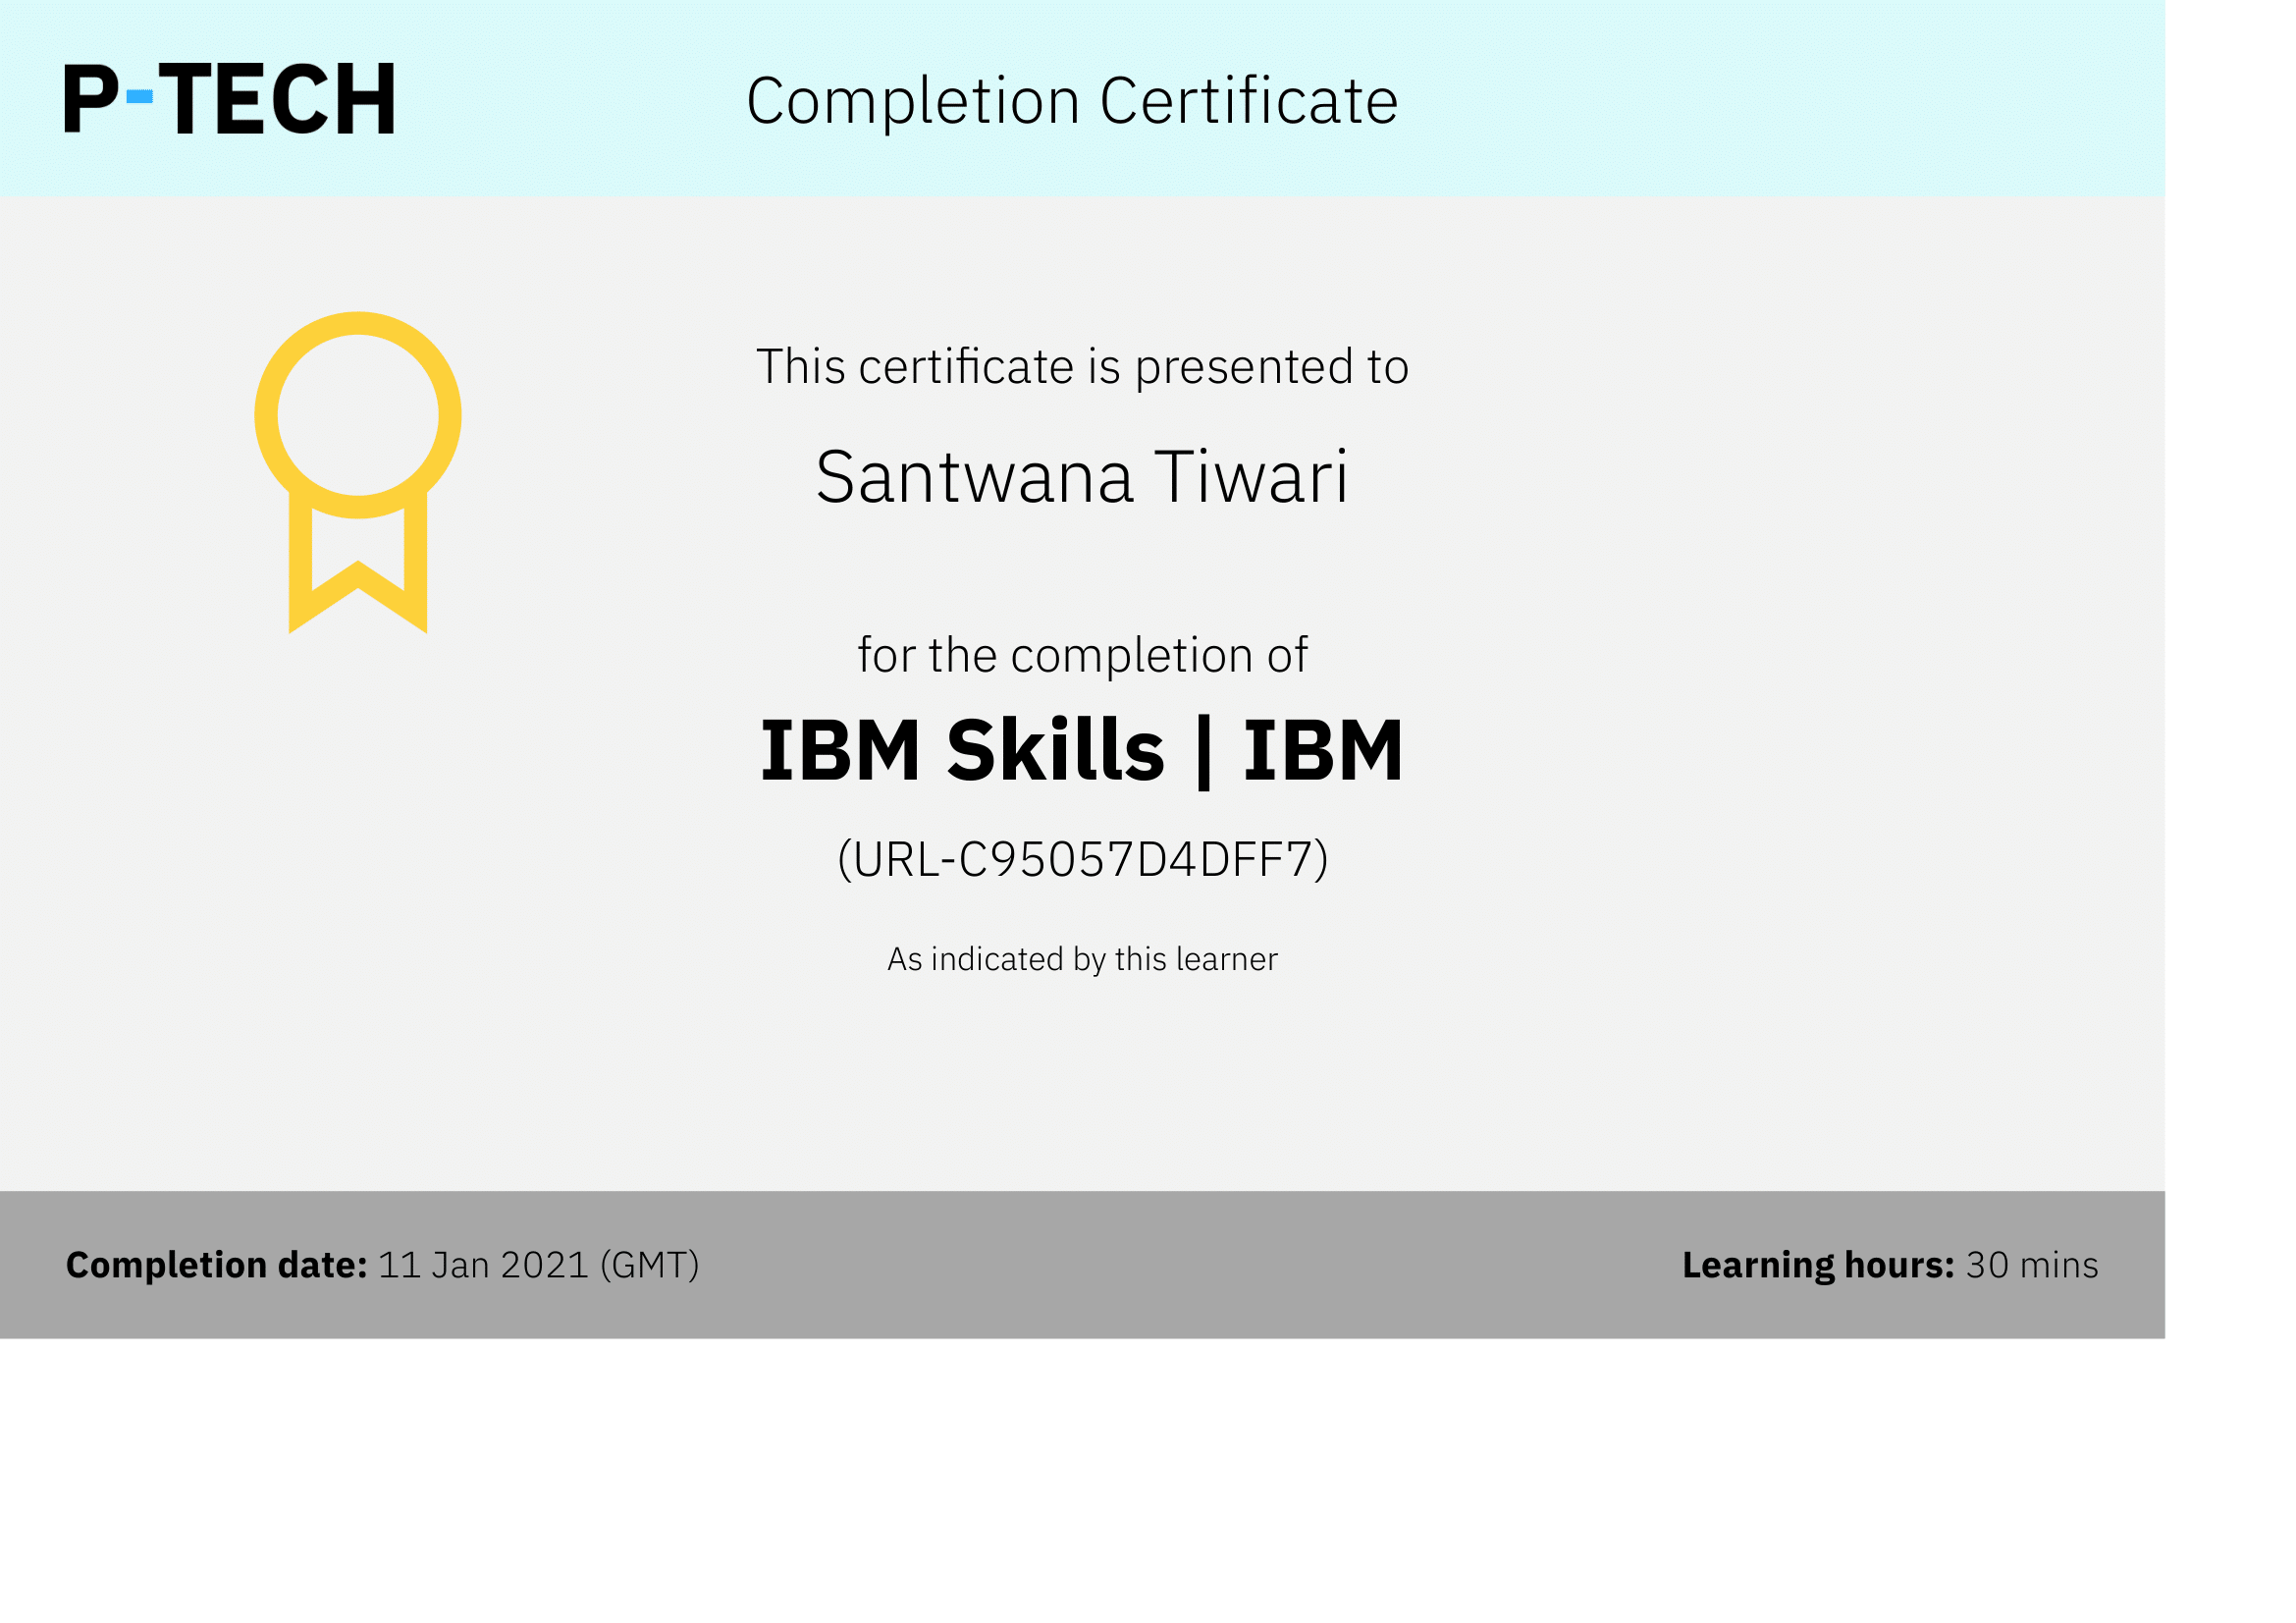 P-TECH
Completion Certificate
This certificate is presented to
Santwana Tiwari
for the completion of
IBM Skills | IBM
(URL-C95057D4DFF7)
As indicated by this learner
Completion date: 11 Jan 2021 (GMT)
Learning hours: 30 mins